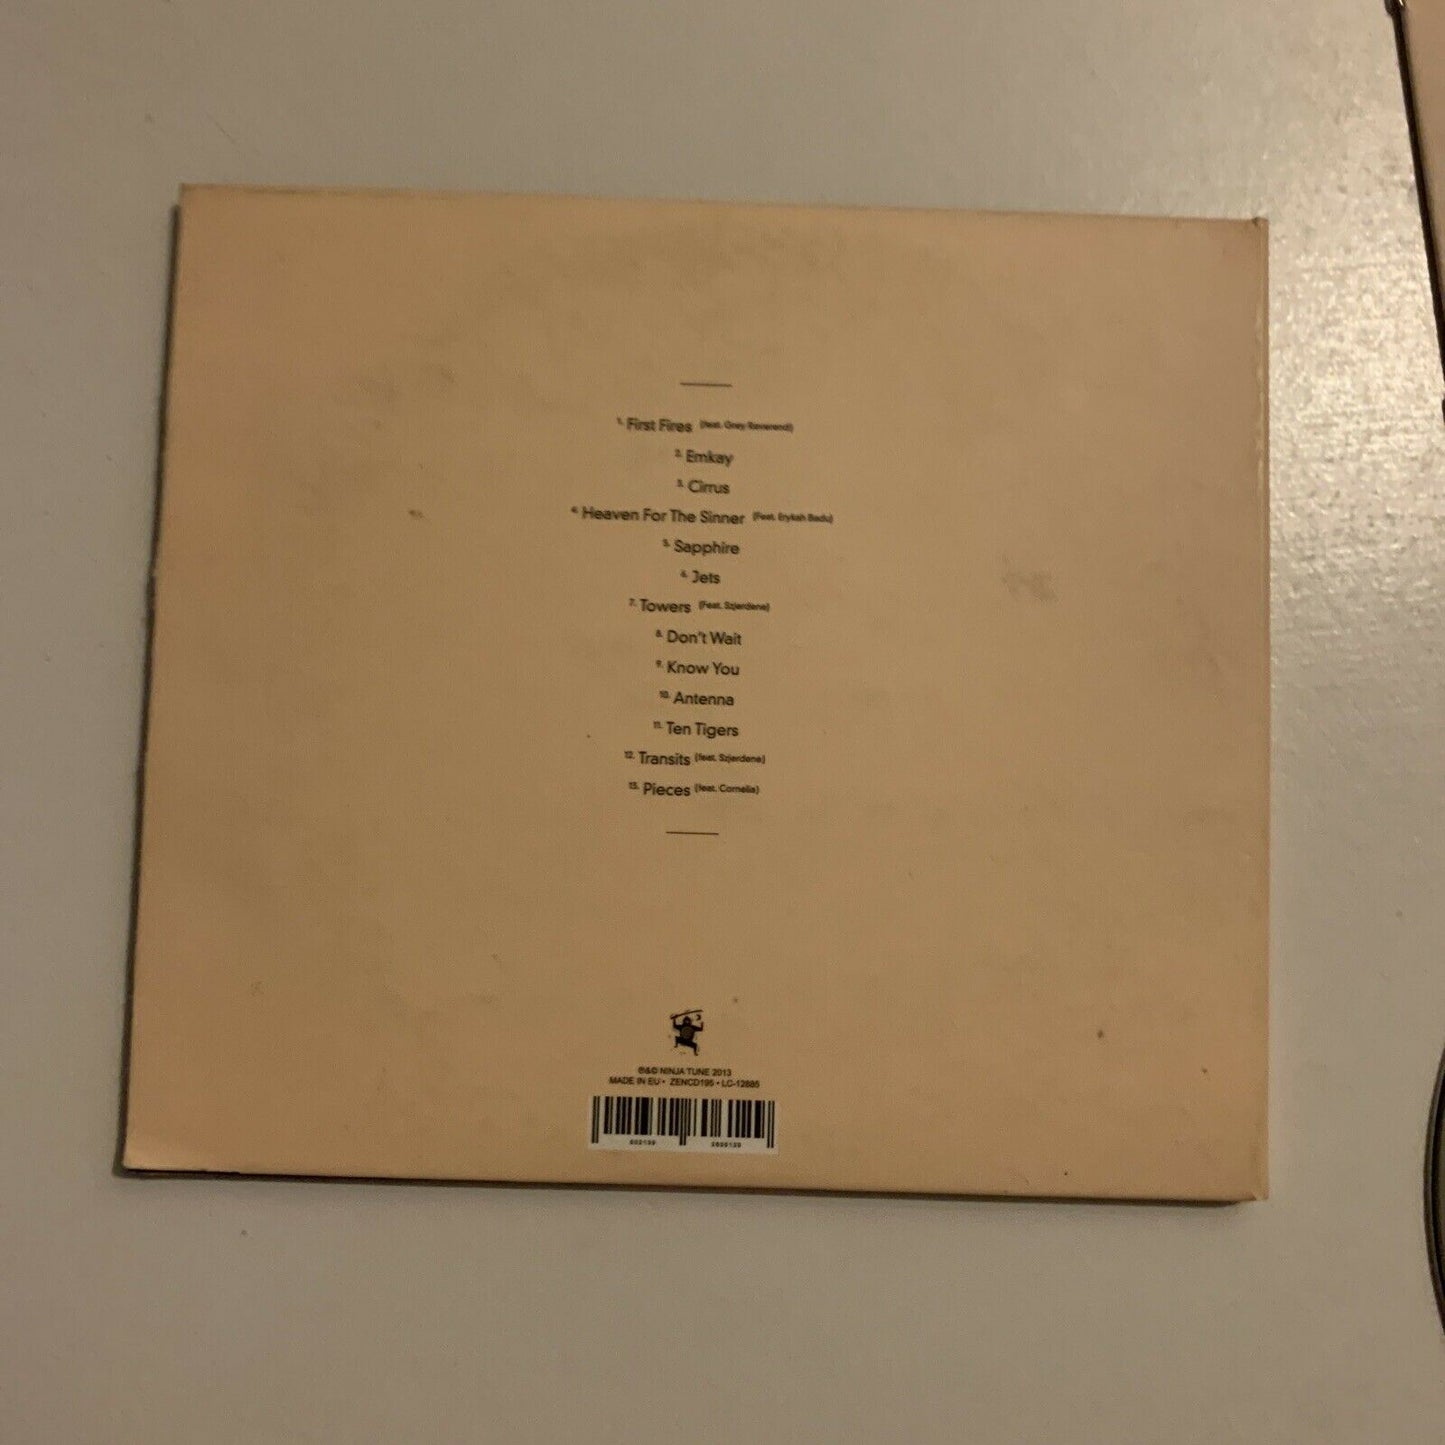 1. First Fires (feat. Grey Reverend)
2. Emkay
3. Cirrus
4. Heaven For The Sinner (Feat. Erykah Badu)
5. Sapphire
6. Jets
7. Towers (Feat. Szjerdene)
8. Don't Wait
9. Know You
10. Antenna
11. Ten Tigers
12. Transits (feat. Szjerdene)
13. Pieces (feat. Cornelia)
℗&© NINJA TUNE 2013
MADE IN EU • ZENCD195 • LC-12885